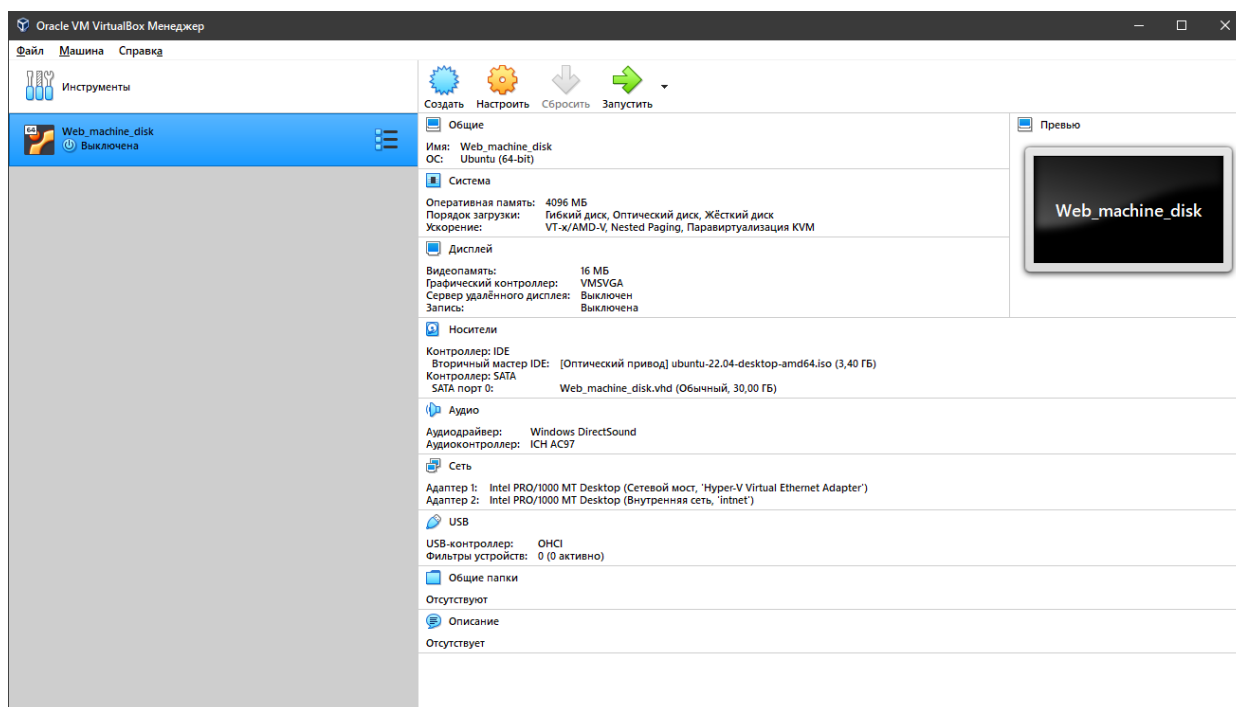 Oracle VM VirtualBox Менеджер
Файл Машина Справка
Инструменты
Создать Настроить Сбросить Запустить
64
Web_machine_disk
Выключена
Общие
Имя: Web_machine_disk
ОС: Ubuntu (64-bit)
Превью
Web_machine_disk
Система
Оперативная память: 4096 МБ
Порядок загрузки: Гибкий диск, Оптический диск, Жёсткий диск
Ускорение: VT-x/AMD-V, Nested Paging, Паравиртуализация KVM
Дисплей
Видеопамять: 16 МБ
Графический контроллер: VMSVGA
Сервер удалённого дисплея: Выключен
Запись: Выключена
Носители
Контроллер: IDE
Вторичный мастер IDE: [Оптический привод] ubuntu-22.04-desktop-amd64.iso (3,40 ГБ)
Контроллер: SATA
SATA порт 0: Web_machine_disk.vhd (Обычный, 30,00 ГБ)
Аудио
Аудиодрайвер: Windows DirectSound
Аудиоконтроллер: ICH AC97
Сеть
Адаптер 1: Intel PRO/1000 MT Desktop (Сетевой мост, 'Hyper-V Virtual Ethernet Adapter')
Адаптер 2: Intel PRO/1000 MT Desktop (Внутренняя сеть, 'intnet')
USB
USB-контроллер: OHCI
Фильтры устройств: 0 (0 активно)
Общие папки
Отсутствуют
Описание
Отсутствует